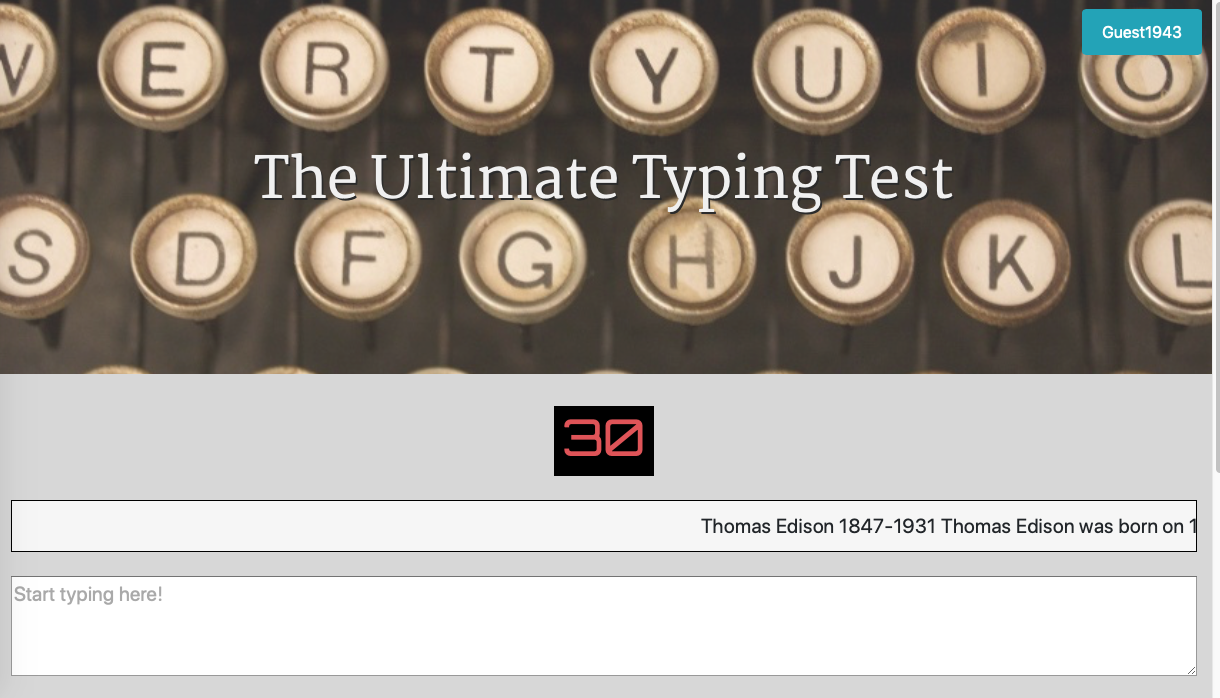 W E R T Y U I O
Guest1943
The Ultimate Typing Test
S D F G H J K L
30
Thomas Edison 1847-1931 Thomas Edison was born on 1
Start typing here!